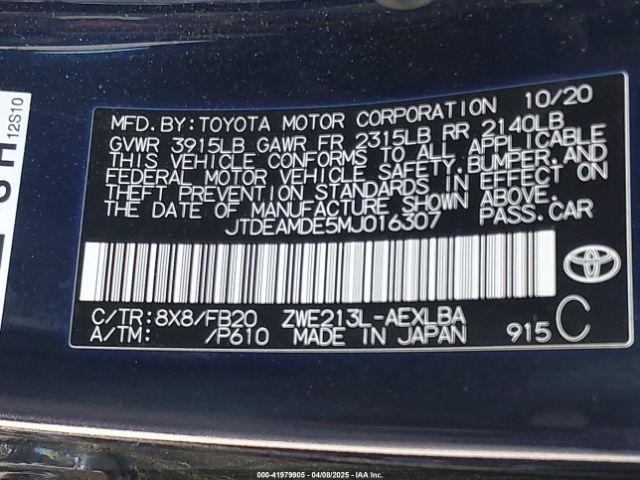 12S10
MFD.BY:TOYOTA MOTOR CORPORATION 10/20
GVWR 3915LB GAWR FR 2315LB RR 2140LB
THIS VEHICLE CONFORMS TO ALL APPLICABLE
FEDERAL MOTOR VEHICLE SAFETY,BUMPER,AND
THEFT PREVENTION STANDARDS IN EFFECT ON
THE DATE OF MANUFACTURE SHOWN ABOVE.
JTDEAMDE5MJ016307 PASS.CAR
C/TR:8X8/FB20 ZWE213L-AEXLBA
A/TM: /P610 MADE IN JAPAN 915 C
000-41979905 - 04/08/2025 - IAA Inc.